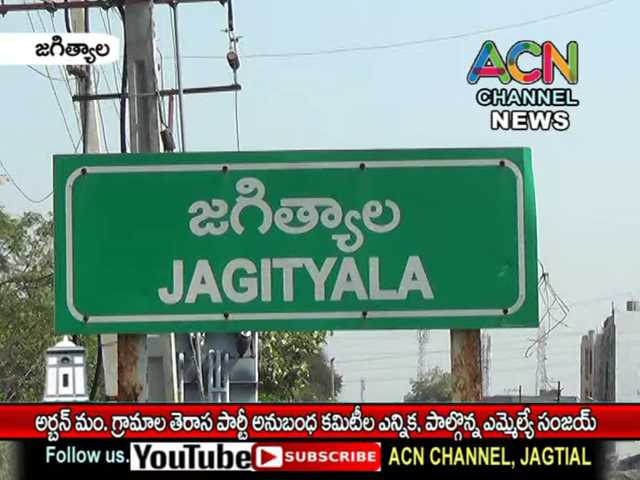 జగిత్యాల
ACN
CHANNEL
NEWS
జగిత్యాల
JAGITYALA
అర్బన్ మం. గ్రామాల తెరాస పార్టీ అనుబంధ కమిటీల ఎన్నిక, పాల్గొన్న ఎమ్మెల్యే సంజయ్
Follow us. YouTube SUBSCRIBE ACN CHANNEL, JAGTIAL